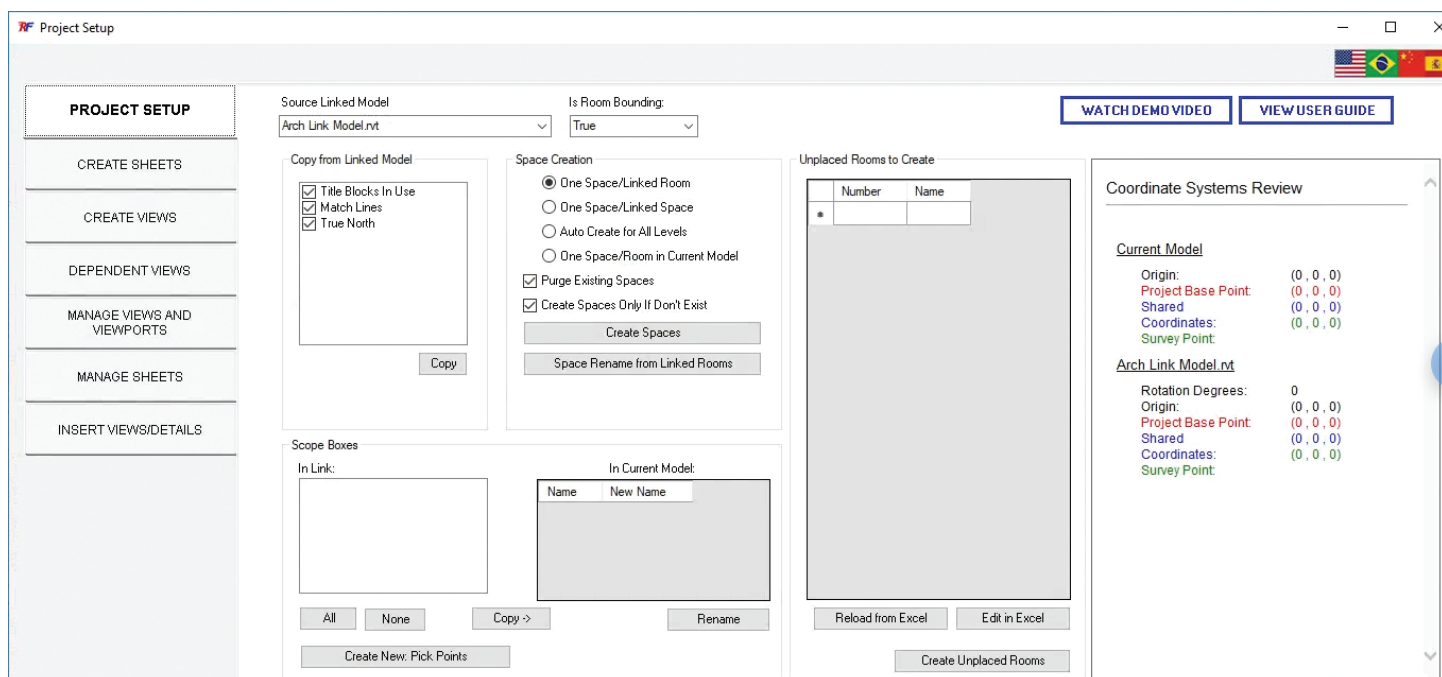 RF Project Setup
PROJECT SETUP
CREATE SHEETS
CREATE VIEWS
DEPENDENT VIEWS
MANAGE VIEWS AND
VIEWPORTS
MANAGE SHEETS
INSERT VIEWS/DETAILS
Source Linked Model
Arch Link Model.rvt
Is Room Bounding:
True
WATCH DEMO VIDEO
VIEW USER GUIDE
Copy from Linked Model
Title Blocks In Use
Match Lines
True North
Copy
Space Creation
One Space/Linked Room
One Space/Linked Space
Auto Create for All Levels
One Space/Room in Current Model
Purge Existing Spaces
Create Spaces Only If Don't Exist
Create Spaces
Space Rename from Linked Rooms
Scope Boxes
In Link:
In Current Model:
Name New Name
All
None
Copy ->
Rename
Create New: Pick Points
Unplaced Rooms to Create
Number Name
*
Reload from Excel
Edit in Excel
Create Unplaced Rooms
Coordinate Systems Review
Current Model
Origin: (0 , 0 , 0)
Project Base Point: (0 , 0 , 0)
Shared (0 , 0 , 0)
Coordinates: (0 , 0 , 0)
Survey Point:
Arch Link Model.rvt
Rotation Degrees: 0
Origin: (0 , 0 , 0)
Project Base Point: (0 , 0 , 0)
Shared (0 , 0 , 0)
Coordinates: (0 , 0 , 0)
Survey Point: